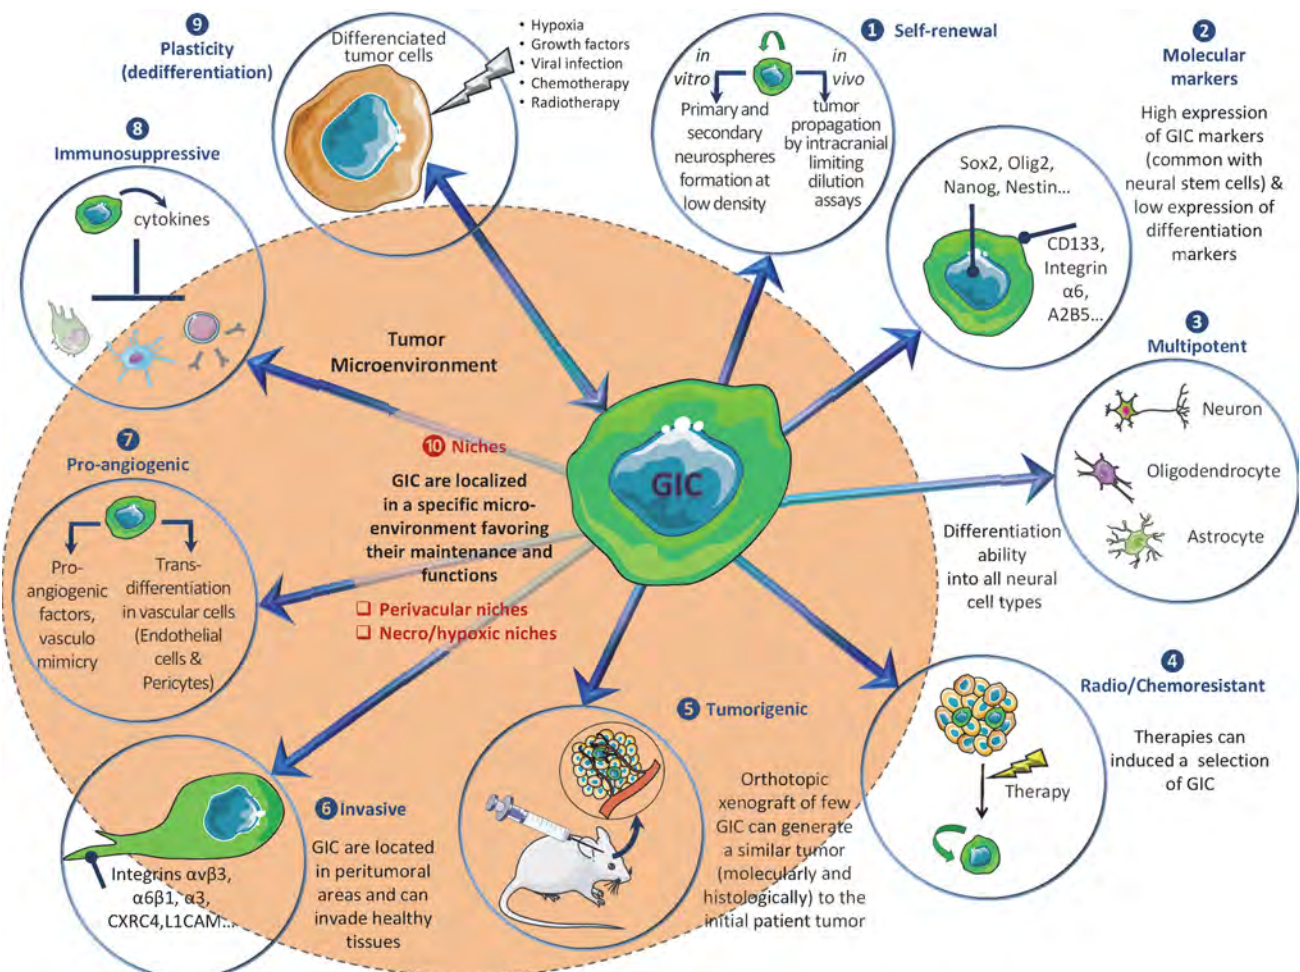 9
Plasticity
(dedifferentiation)
Differenciated
tumor cells
• Hypoxia
• Growth factors
• Viral infection
• Chemotherapy
• Radiotherapy
1 Self-renewal
in
vitro
in
vivo
Primary and
secondary
neurospheres
formation at
low density
tumor
propagation
by intracranial
limiting
dilution
assays
2
Molecular
markers
High expression
of GIC markers
(common with
neural stem cells) &
low expression of
differentiation
markers
Sox2, Olig2,
Nanog, Nestin...
CD133,
Integrin
α6,
A2B5...
3
Multipotent
Neuron
Oligodendrocyte
Astrocyte
Differentiation
ability
into all neural
cell types
4
Radio/Chemoresistant
Therapies can
induced a selection
of GIC
Therapy
5 Tumorigenic
Orthotopic
xenograft of few
GIC can generate
a similar tumor
(molecularly and
histologically) to the
initial patient tumor
6 Invasive
GIC are located
in peritumoral
areas and can
invade healthy
tissues
Integrins αvβ3,
α6β1, α3,
CXRC4,L1CAM...
7
Pro-angiogenic
Pro-
angiogenic
factors,
vasculo
mimicry
Trans-
differentiation
in vascular cells
(Endothelial
cells &
Pericytes)
8
Immunosuppressive
cytokines
Tumor
Microenvironment
10 Niches
GIC are localized
in a specific micro-
environment favoring
their maintenance and
functions
❑ Perivacular niches
❑ Necro/hypoxic niches
GIC